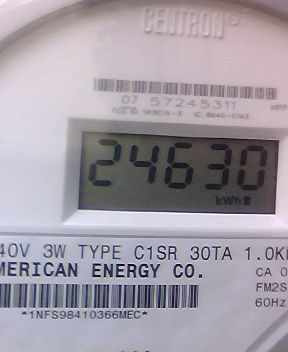 CENTRON®
07 57245311
24630
kWh
40V 3W TYPE C1SR 30TA 1.0K
MERICAN ENERGY CO.
CA 0
FM2S
60Hz
*1NFS98410366MEC*